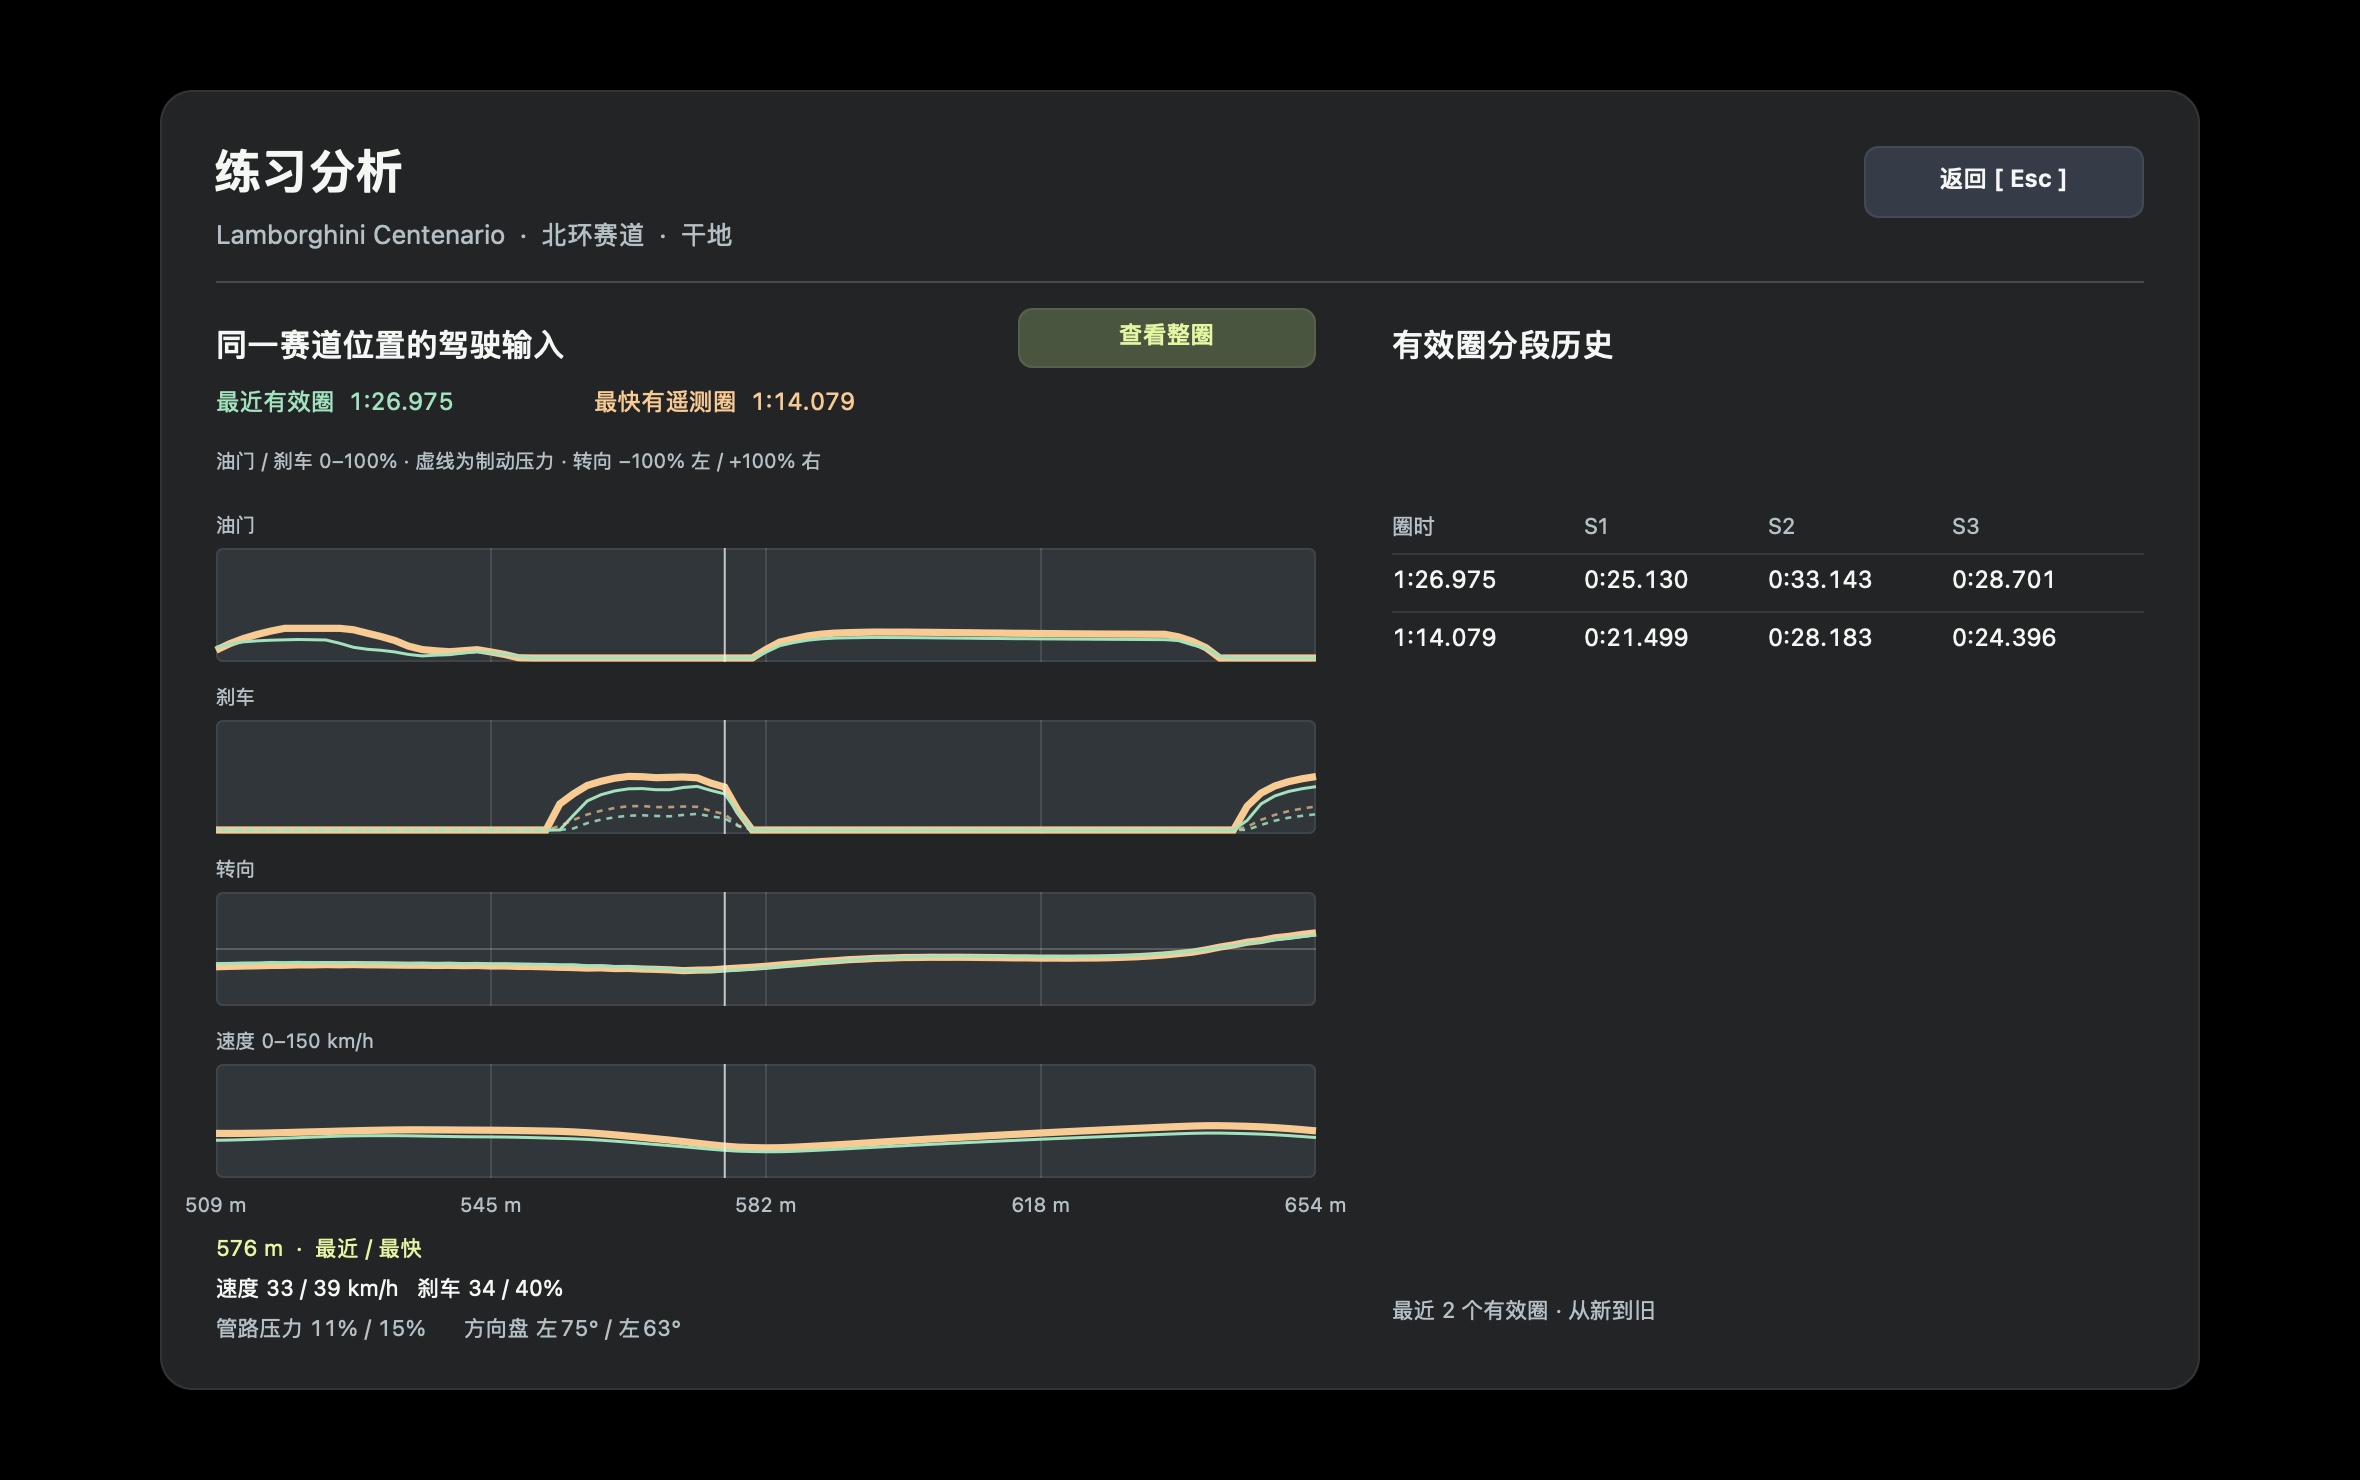 练习分析
返回 [ Esc ]
Lamborghini Centenario · 北环赛道 · 干地
同一赛道位置的驾驶输入
查看整圈
最近有效圈 1:26.975
最快有遥测圈 1:14.079
油门 / 刹车 0–100% · 虚线为制动压力 · 转向 −100% 左 / +100% 右
油门
刹车
转向
速度 0–150 km/h
509 m
545 m
582 m
618 m
654 m
576 m · 最近 / 最快
速度 33 / 39 km/h 刹车 34 / 40%
管路压力 11% / 15% 方向盘 左75° / 左63°
有效圈分段历史
圈时 S1 S2 S3
1:26.975 0:25.130 0:33.143 0:28.701
1:14.079 0:21.499 0:28.183 0:24.396
最近 2 个有效圈 · 从新到旧